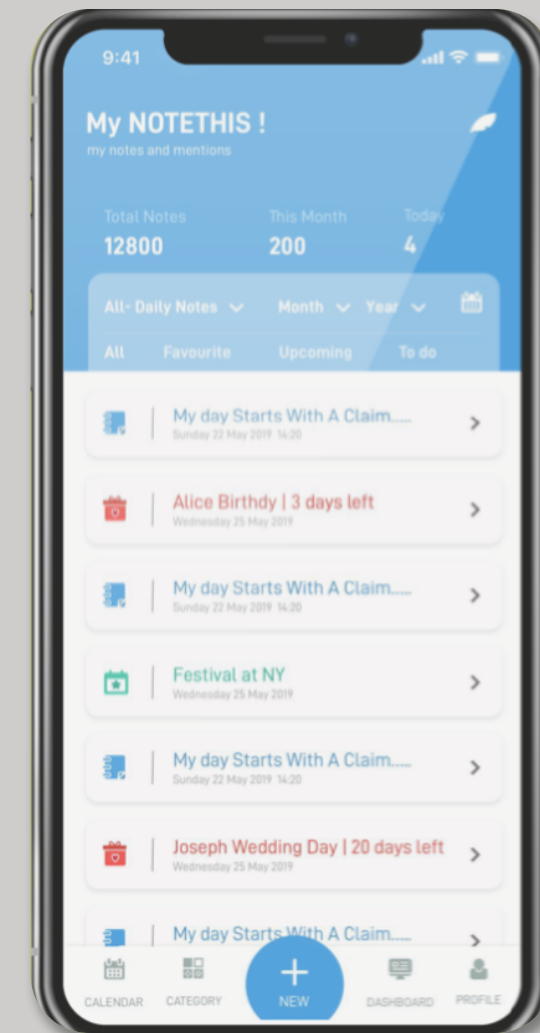 9:41
My NOTETHIS !
my notes and mentions
Total Notes This Month Today
12800 200 4
All- Daily Notes Month Year
All Favourite Upcoming To do
My day Starts With A Claim.....
Sunday 22 May 2019 14:20
Alice Birthdy | 3 days left
Wednesday 25 May 2019
My day Starts With A Claim.....
Sunday 22 May 2019 14:20
Festival at NY
Wednesday 25 May 2019
My day Starts With A Claim.....
Sunday 22 May 2019 14:20
Joseph Wedding Day | 20 days left
Wednesday 25 May 2019
My day Starts With A Claim.....
CALENDAR CATEGORY NEW DASHBOARD PROFILE